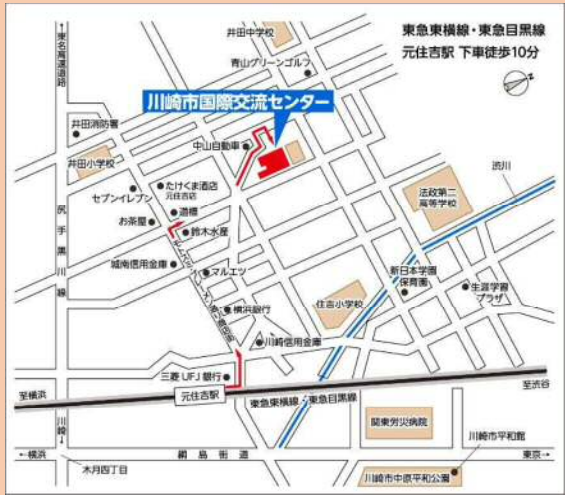 東急東横線・東急目黒線
元住吉駅 下車徒歩10分
井田中学校
青山グリーンゴルフ
↑東名高速道路
川崎市国際交流センター
井田消防署
中山自動車
井田小学校
渋川
セブンイレブン
たけくま酒店
元住吉店
法政第二
高等学校
お茶屋
道標
鈴木水産
尻手黒川線
城南信用金庫
マルエツ
新日本学園
保育園
生涯学習
プラザ
住吉小学校
横浜銀行
川崎信用金庫
三菱UFJ銀行
至横浜
元住吉駅
東急東横線・東急目黒線
至渋谷
川崎↓
関東労災病院
川崎市平和館
←横浜
綱島街道
東京→
木月四丁目
川崎市中原平和公園